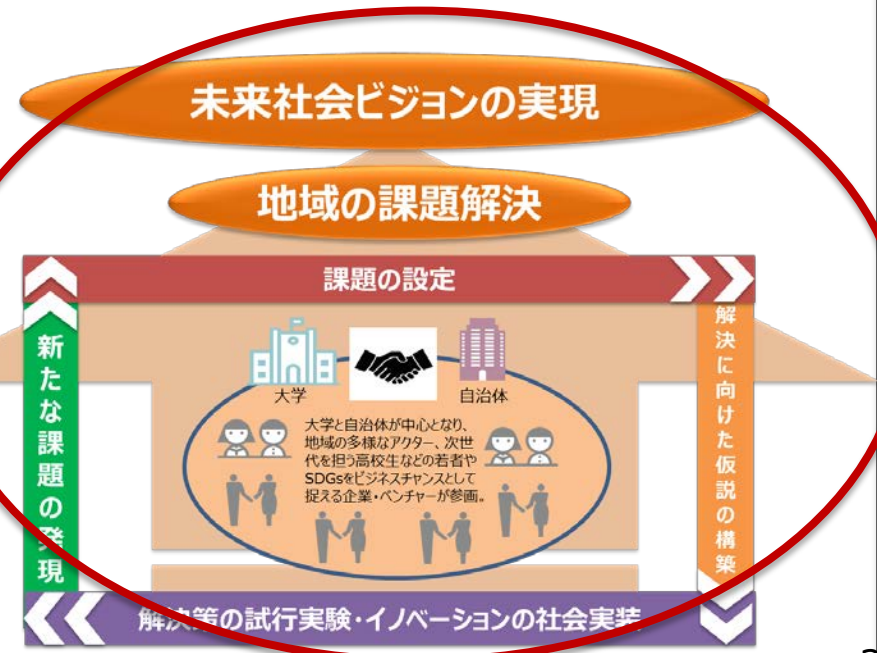 未来社会ビジョンの実現
地域の課題解決
課題の設定
新たな課題の発現
解決に向けた仮説の構築
大学
自治体
大学と自治体が中心となり、
地域の多様なアクター、次世
代を担う高校生などの若者や
SDGsをビジネスチャンスとして
捉える企業・ベンチャーが参画。
解決策の試行実験・イノベーションの社会実装